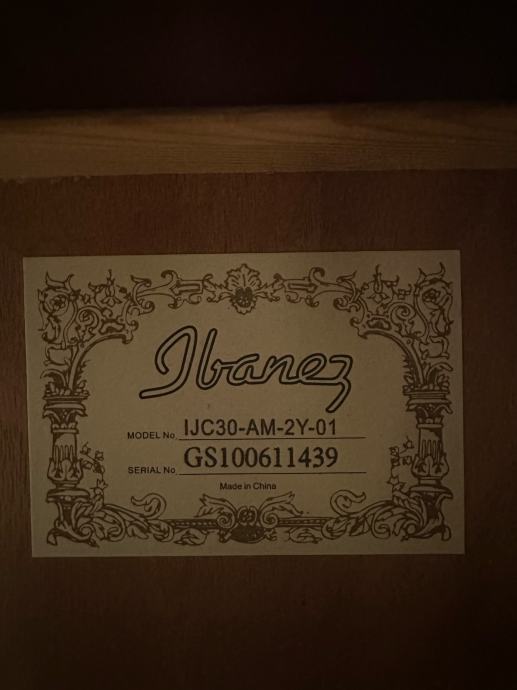 Ibanez
MODEL No. IJC30-AM-2Y-01
SERIAL No. GS100611439
Made in China